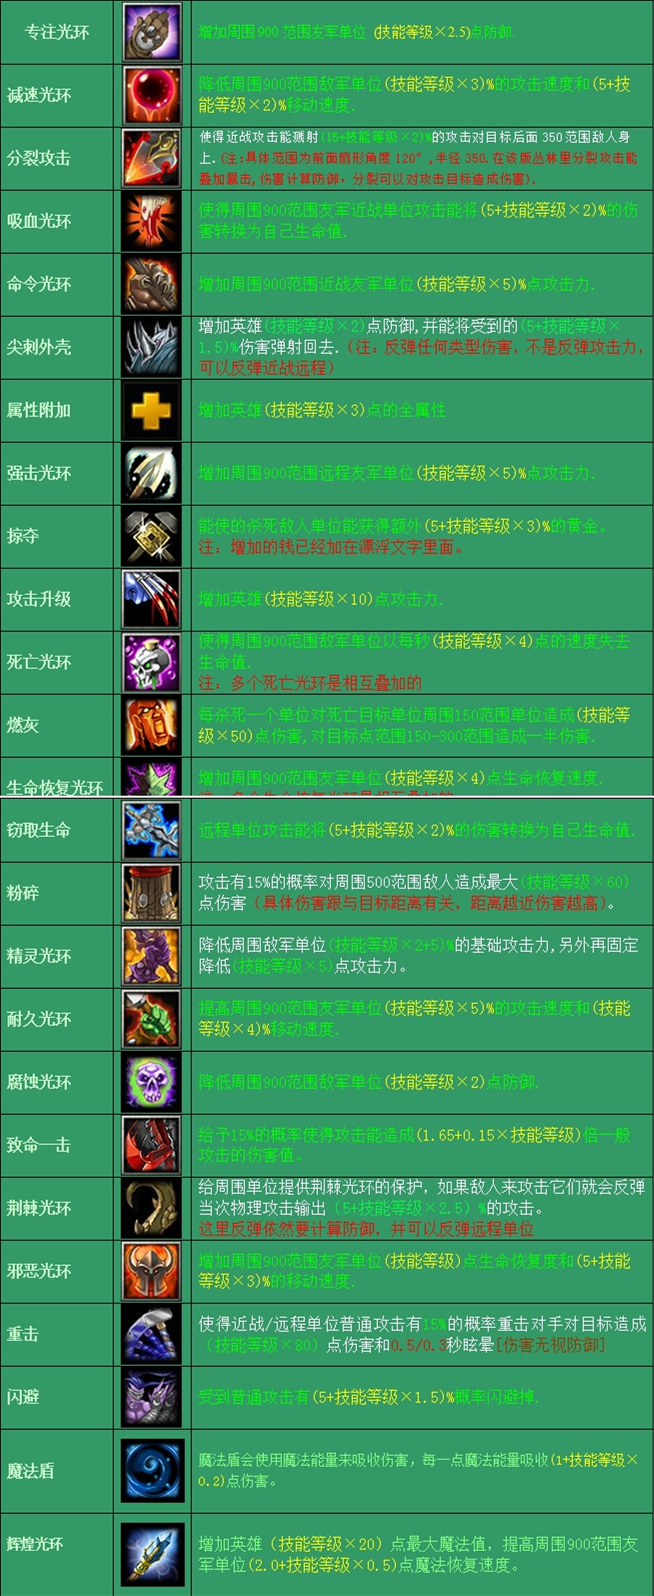 专注光环
增加周围900 范围友军单位 (技能等级×2.5)点防御.
减速光环
降低周围900范围敌军单位(技能等级×3)%的攻击速度和(5+技
能等级×2)%移动速度.
分裂攻击
使得近战攻击能溅射(15+技能等级×2)%的攻击对目标后面 350 范围敌人身
上. (注:具体范围为前面扇形角度 120° ,半径 350.在该版丛林里分裂攻击能
叠加暴击,伤害计算防御，分裂可以对攻击目标造成伤害).
吸血光环
使得周围900范围友军近战单位攻击能将(5+技能等级×2)%的伤
害转换为自己生命值.
命令光环
增加周围900范围近战友军单位(技能等级×5)%点攻击力.
尖刺外壳
增加英雄(技能等级×2)点防御,并能将受到的(5+技能等级×
1.5)%伤害弹射回去.（注：反弹任何类型伤害，不是反弹攻击力，
可以反弹近战远程）
属性附加
增加英雄(技能等级×3)点的全属性
强击光环
增加周围900范围远程友军单位(技能等级×5)%点攻击力.
掠夺
能使的杀死敌人单位能获得额外(5+技能等级×3)%的黄金。
注：增加的钱已经加在漂浮文字里面。
攻击升级
增加英雄(技能等级×10)点攻击力.
死亡光环
使得周围900范围敌军单位以每秒(技能等级×4)点的速度失去
生命值.
注：多个死亡光环是相互叠加的
燃灰
每杀死一个单位对死亡目标单位周围150范围单位造成(技能等
级×50)点伤害,对目标点范围150-300范围造成一半伤害.
生命恢复光环
增加周围900范围友军单位(技能等级×4)点生命恢复速度.
窃取生命
远程单位攻击能将(5+技能等级×2)%的伤害转换为自己生命值.
粉碎
攻击有15%的概率对周围500范围敌人造成最大(技能等级×60)
点伤害（具体伤害跟与目标距离有关，距离越近伤害越高）。
精灵光环
降低周围敌军单位(技能等级×2+5)%的基础攻击力,另外再固定
降低(技能等级×5)点攻击力。
耐久光环
提高周围900范围友军单位(技能等级×5)%的攻击速度和(技能
等级×4)%移动速度.
腐蚀光环
降低周围900范围敌军单位(技能等级×2)点防御.
致命一击
给予15%的概率使得攻击能造成(1.65+0.15×技能等级)倍一般
攻击的伤害值。
荆棘光环
给周围单位提供荆棘光环的保护，如果敌人来攻击它们就会反弹
当次物理攻击输出（5+技能等级×2.5）%的攻击。
这里反弹依然要计算防御，并可以反弹远程单位
邪恶光环
增加周围900范围友军单位(技能等级)点生命恢复度和(5+技能
等级×3)%的移动速度.
重击
使得近战/远程单位普通攻击有15%的概率重击对手对目标造成
（技能等级×80）点伤害和0.5/0.3秒眩晕[伤害无视防御]
闪避
受到普通攻击有(5+技能等级×1.5)%概率闪避掉.
魔法盾
魔法盾会使用魔法能量来吸收伤害，每一点魔法能量吸收(1+技能等级×
0.2)点伤害。
辉煌光环
增加英雄（技能等级×20）点最大魔法值，提高周围900范围友
军单位(2.0+技能等级×0.5)点魔法恢复速度。